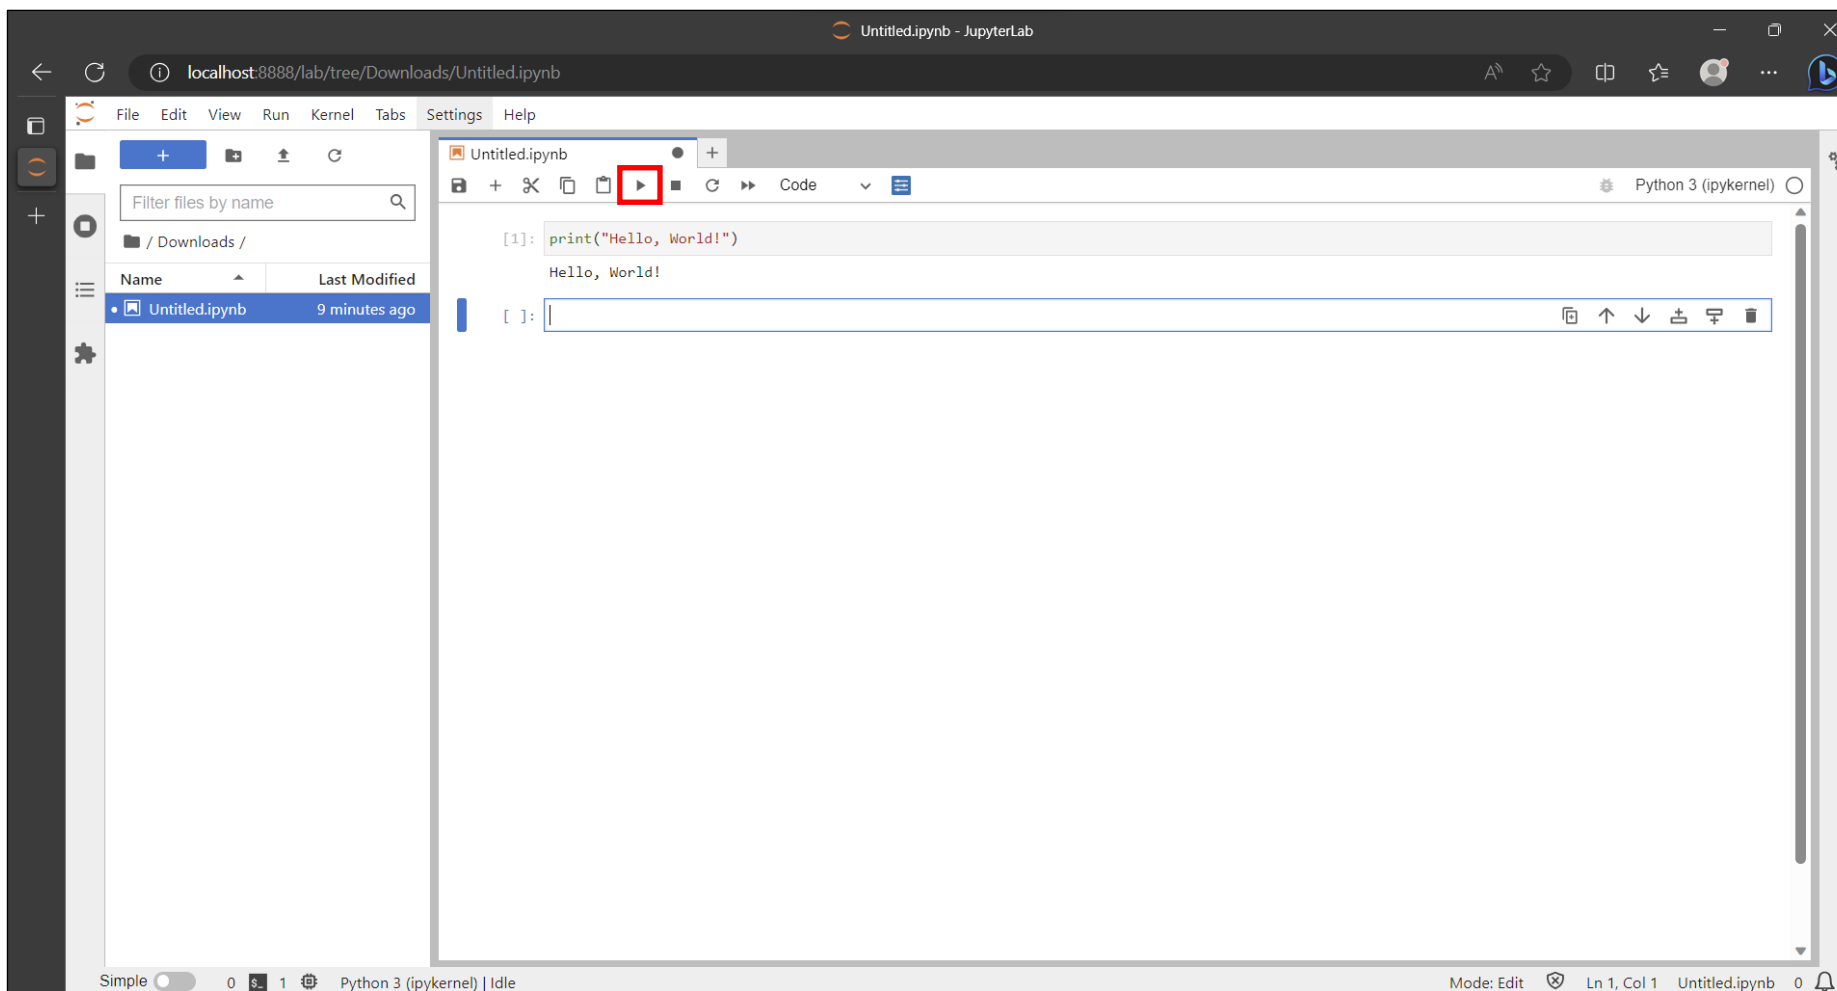 Untitled.ipynb - JupyterLab
localhost:8888/lab/tree/Downloads/Untitled.ipynb
File Edit View Run Kernel Tabs Settings Help
Untitled.ipynb
Code
Python 3 (ipykernel)
Filter files by name
/ Downloads /
Name Last Modified
Untitled.ipynb 9 minutes ago
[1]: print("Hello, World!")
Hello, World!
[ ]:
Simple 0 $_ 1 Python 3 (ipykernel) | Idle Mode: Edit Ln 1, Col 1 Untitled.ipynb 0